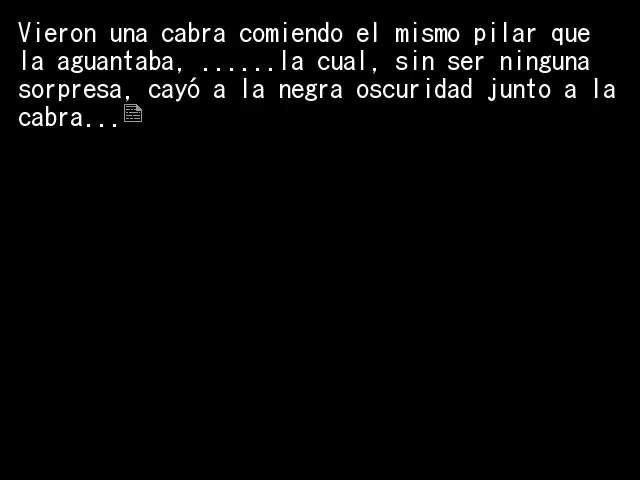 Vieron una cabra comiendo el mismo pilar que
la aguantaba, ......la cual, sin ser ninguna
sorpresa, cayó a la negra oscuridad junto a la
cabra...